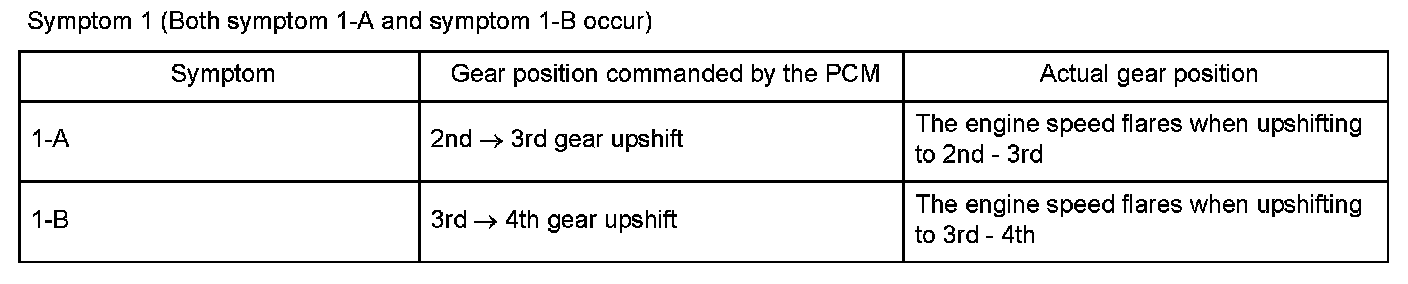 Symptom 1 (Both symptom 1-A and symptom 1-B occur)
Symptom Gear position commanded by the PCM Actual gear position
1-A 2nd → 3rd gear upshift The engine speed flares when upshifting
to 2nd - 3rd
1-B 3rd → 4th gear upshift The engine speed flares when upshifting
to 3rd - 4th